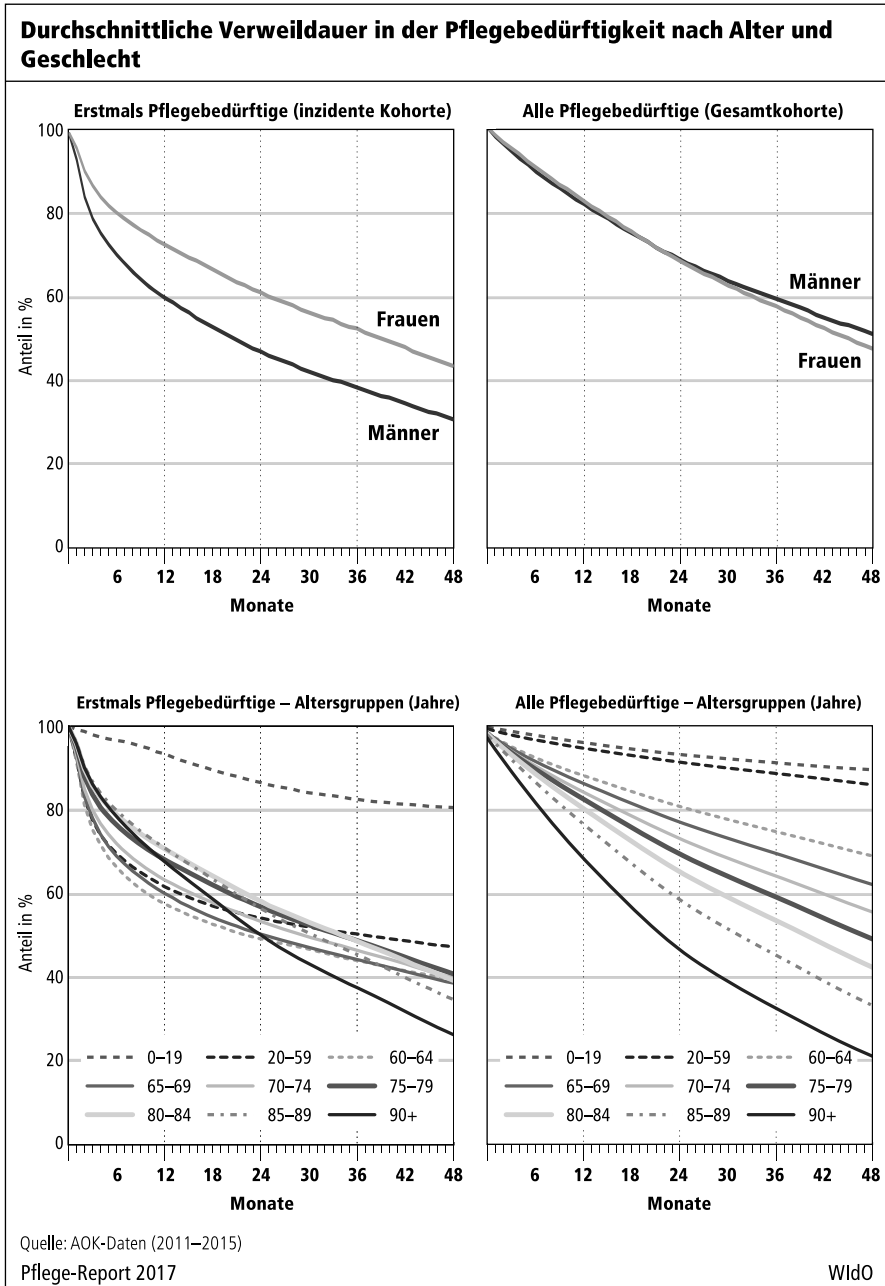 Durchschnittliche Verweildauer in der Pflegebedürftigkeit nach Alter und
Geschlecht
Erstmals Pflegebedürftige (inzidente Kohorte)
100
80
60
40
20
0
Anteil in %
Frauen
Männer
6 12 18 24 30 36 42 48
Monate
Alle Pflegebedürftige (Gesamtkohorte)
Männer
Frauen
6 12 18 24 30 36 42 48
Monate
Erstmals Pflegebedürftige – Altersgruppen (Jahre)
100
80
60
40
20
0
Anteil in %
0–19 20–59 60–64
65–69 70–74 75–79
80–84 85–89 90+
6 12 18 24 30 36 42 48
Monate
Alle Pflegebedürftige – Altersgruppen (Jahre)
0–19 20–59 60–64
65–69 70–74 75–79
80–84 85–89 90+
6 12 18 24 30 36 42 48
Monate
Quelle: AOK-Daten (2011–2015)
Pflege-Report 2017 WIdO